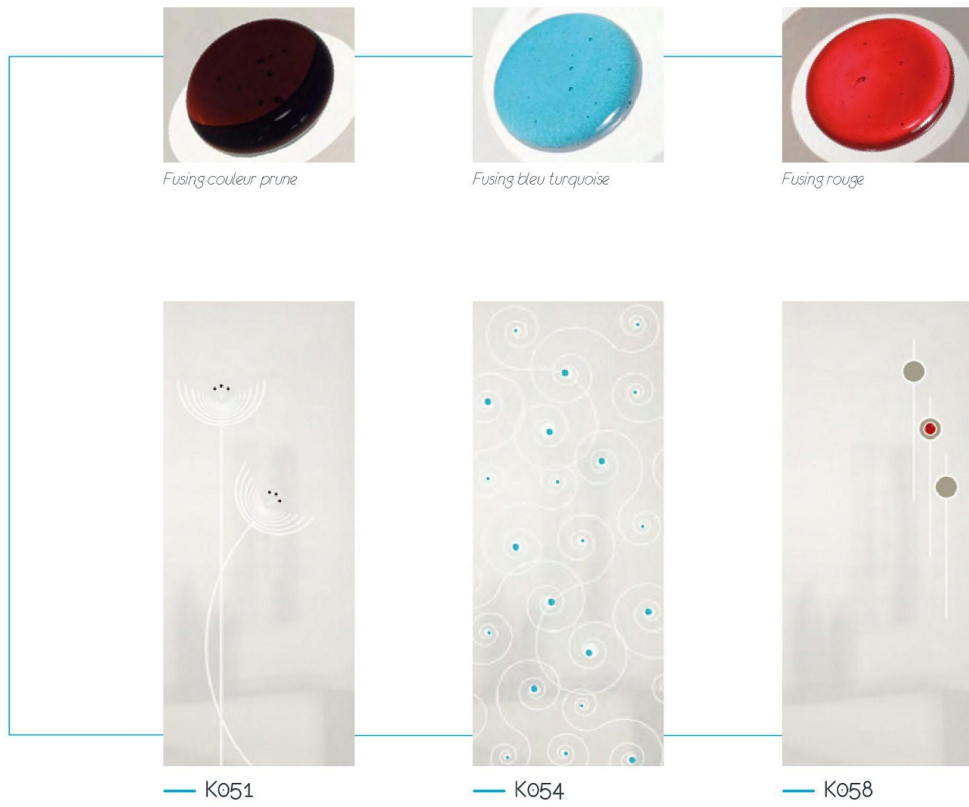 Fusing couleur prune
Fusing bleu turquoise
Fusing rouge
K051
K054
K058